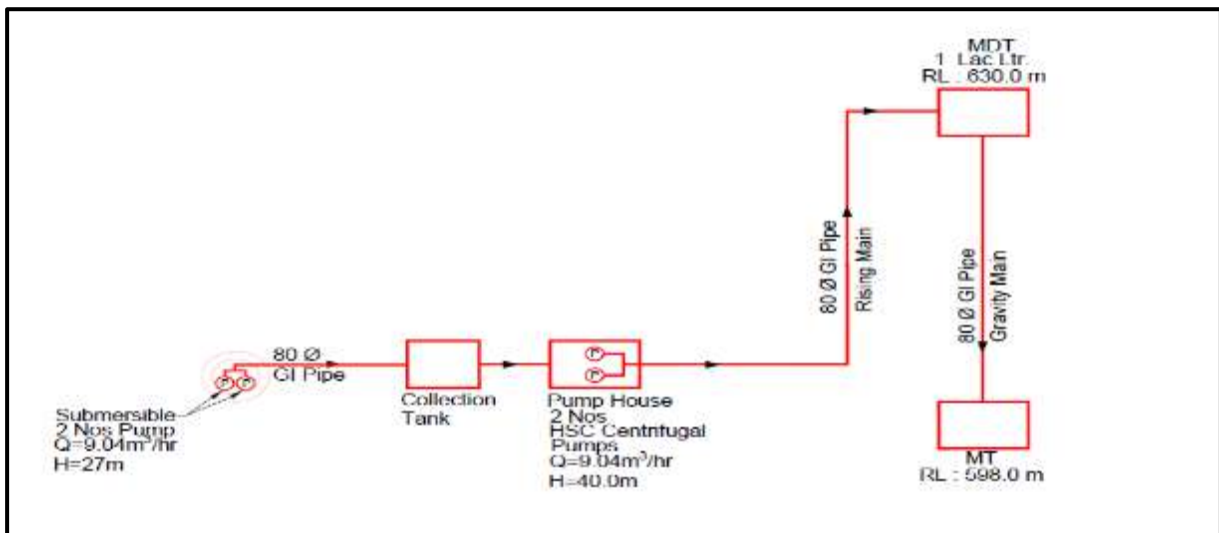 MDT
1 Lac Ltr.
RL : 630.0 m
80 Ø GI Pipe
Rising Main
80 Ø GI Pipe
Gravity Main
80 Ø
GI Pipe
Submersible
2 Nos Pump
Q=9.04m³/hr
H=27m
Collection
Tank
P
P
P
P
Pump House
2 Nos
HSC Centrifugal
Pumps
Q=9.04m³/hr
H=40.0m
MT
RL : 598.0 m